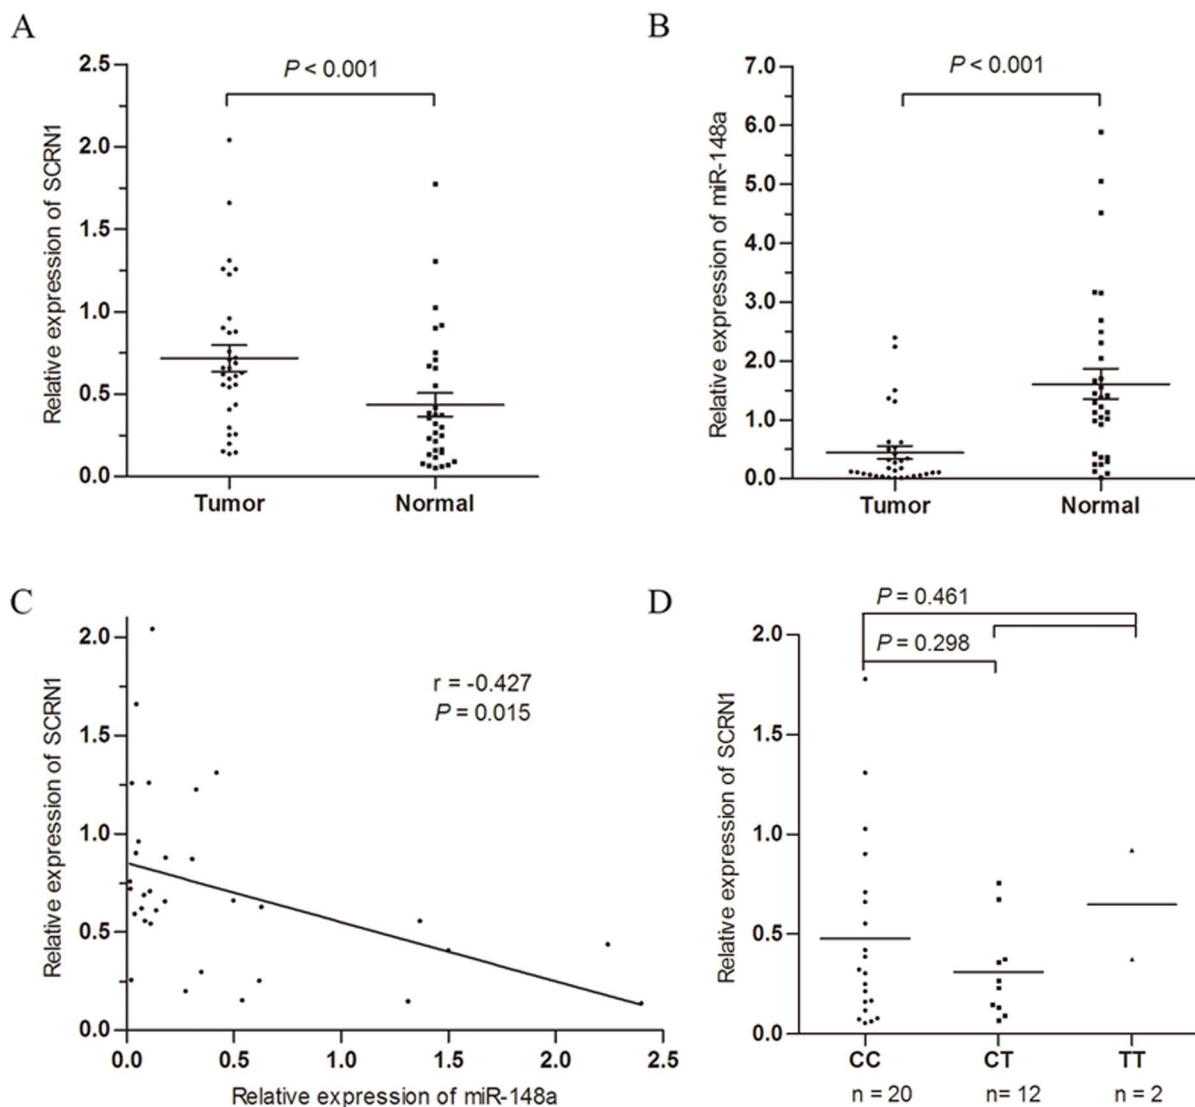 A
Relative expression of SCRN1
2.5
2.0
1.5
1.0
0.5
0.0
P < 0.001
Tumor Normal
B
Relative expression of miR-148a
7.0
6.0
5.0
4.0
3.0
2.0
1.0
0.0
P < 0.001
Tumor Normal
C
Relative expression of SCRN1
2.0
1.5
1.0
0.5
0.0
r = -0.427
P = 0.015
0.0 0.5 1.0 1.5 2.0 2.5
Relative expression of miR-148a
D
Relative expression of SCRN1
2.0
1.5
1.0
0.5
0.0
P = 0.461
P = 0.298
CC CT TT
n = 20 n= 12 n = 2